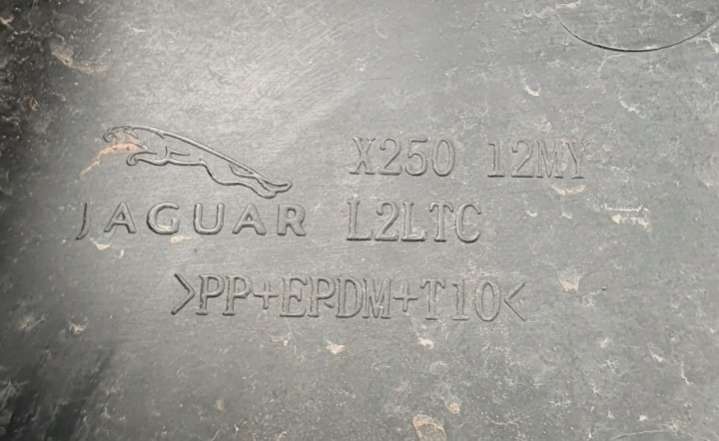 X250 12MY
JAGUAR L2LTC
>PP+EPDM+T10<